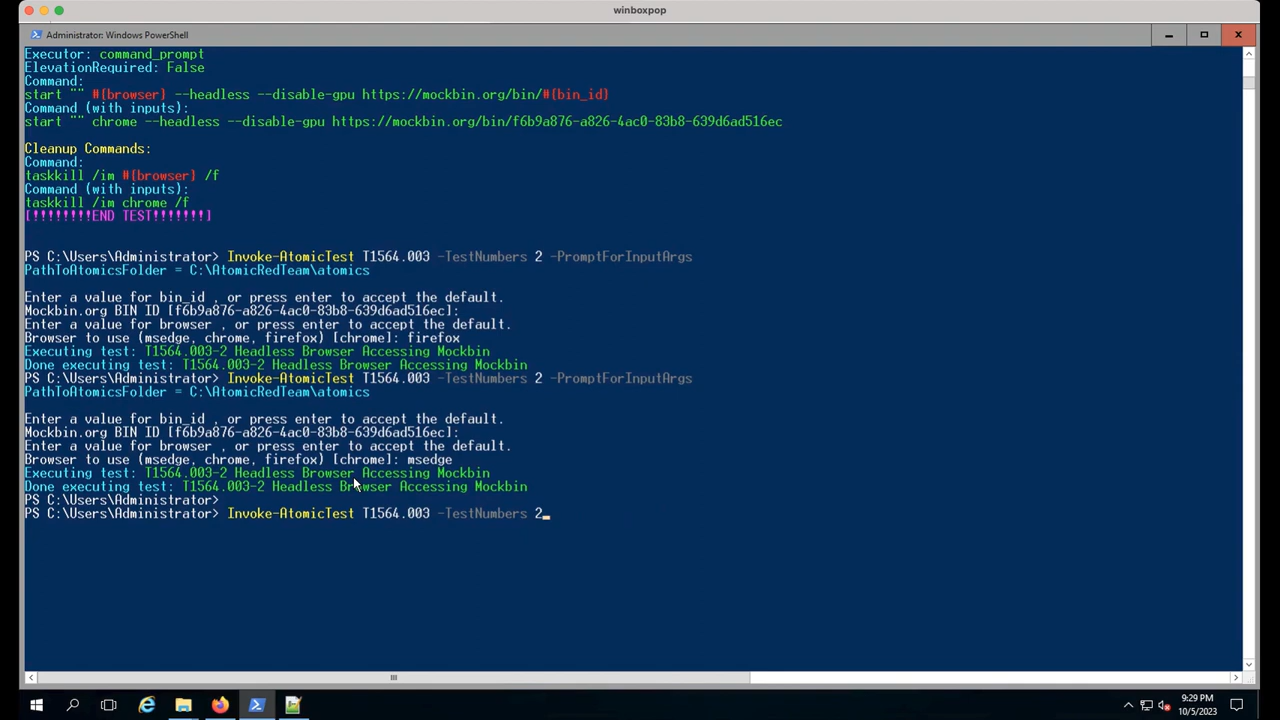 winboxpop
Administrator: Windows PowerShell
Executor: command_prompt
ElevationRequired: False
Command:
start "" #{browser} --headless --disable-gpu https://mockbin.org/bin/#{bin_id}
Command (with inputs):
start "" chrome --headless --disable-gpu https://mockbin.org/bin/f6b9a876-a826-4ac0-83b8-639d6ad516ec
Cleanup Commands:
Command:
taskkill /im #{browser} /f
Command (with inputs):
taskkill /im chrome /f
[!!!!!!!!END TEST!!!!!!!]
PS C:\Users\Administrator> Invoke-AtomicTest T1564.003 -TestNumbers 2 -PromptForInputArgs
PathToAtomicsFolder = C:\AtomicRedTeam\atomics
Enter a value for bin_id , or press enter to accept the default.
Mockbin.org BIN ID [f6b9a876-a826-4ac0-83b8-639d6ad516ec]:
Enter a value for browser , or press enter to accept the default.
Browser to use (msedge, chrome, firefox) [chrome]: firefox
Executing test: T1564.003-2 Headless Browser Accessing Mockbin
Done executing test: T1564.003-2 Headless Browser Accessing Mockbin
PS C:\Users\Administrator> Invoke-AtomicTest T1564.003 -TestNumbers 2 -PromptForInputArgs
PathToAtomicsFolder = C:\AtomicRedTeam\atomics
Enter a value for bin_id , or press enter to accept the default.
Mockbin.org BIN ID [f6b9a876-a826-4ac0-83b8-639d6ad516ec]:
Enter a value for browser , or press enter to accept the default.
Browser to use (msedge, chrome, firefox) [chrome]: msedge
Executing test: T1564.003-2 Headless Browser Accessing Mockbin
Done executing test: T1564.003-2 Headless Browser Accessing Mockbin
PS C:\Users\Administrator>
PS C:\Users\Administrator> Invoke-AtomicTest T1564.003 -TestNumbers 2
9:29 PM
10/5/2023